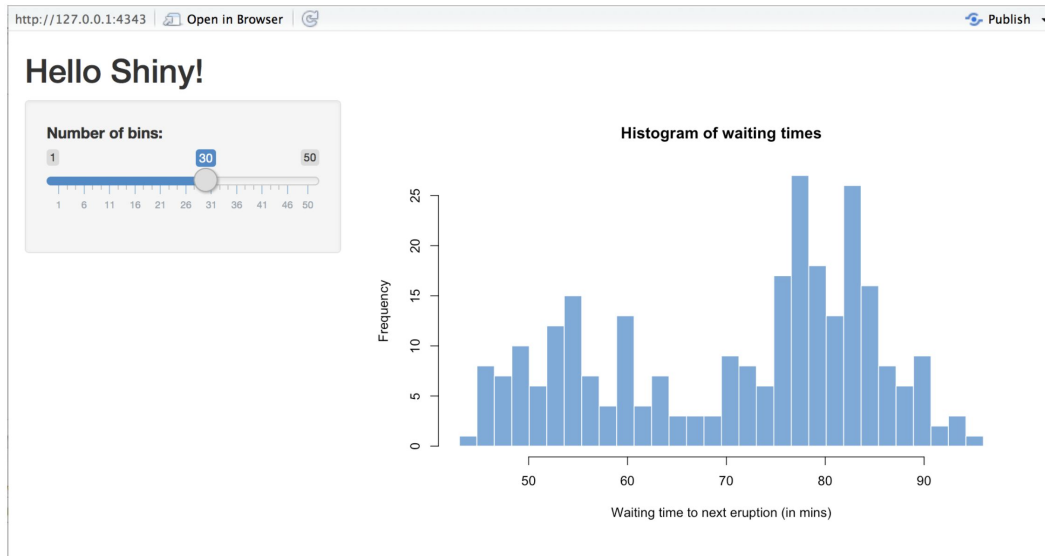 http://127.0.0.1:4343 Open in Browser Publish
Hello Shiny!
Number of bins:
1 30 50
1 6 11 16 21 26 31 36 41 46 50
Histogram of waiting times
Frequency
25
20
15
10
5
0
50 60 70 80 90
Waiting time to next eruption (in mins)